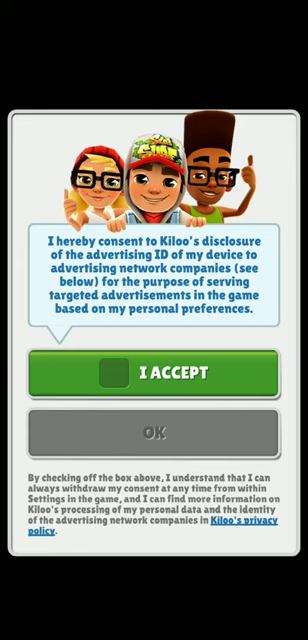 I hereby consent to Kiloo's disclosure
of the advertising ID of my device to
advertising network companies (see
below) for the purpose of serving
targeted advertisements in the game
based on my personal preferences.
I ACCEPT
OK
By checking off the box above, I understand that I can
always withdraw my consent at any time from within
Settings in the game, and I can find more information on
Kiloo's processing of my personal data and the identity
of the advertising network companies in Kiloo's privacy
policy.